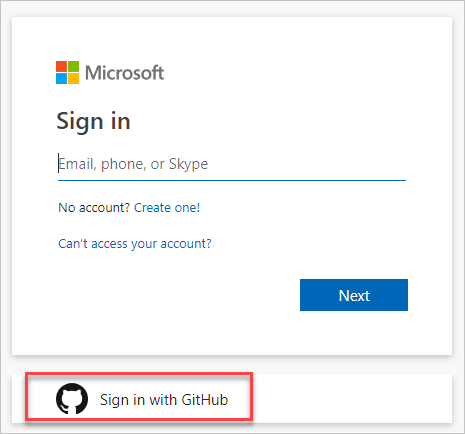 Microsoft
Sign in
Email, phone, or Skype
No account? Create one!
Can't access your account?
Next
Sign in with GitHub